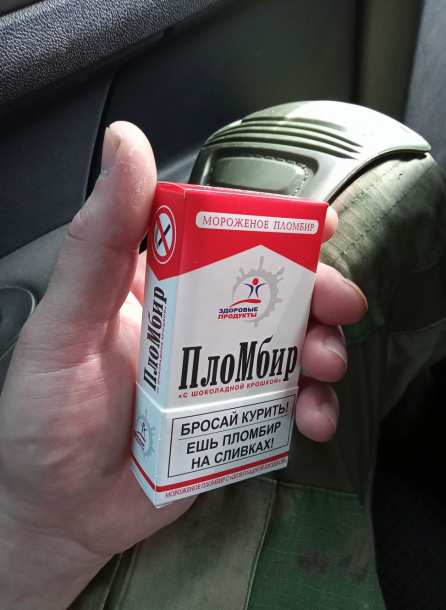 МОРОЖЕНОЕ ПЛОМБИР
ЗДОРОВЫЕ
ПРОДУКТЫ
ПлоМбир
«С ШОКОЛАДНОЙ КРОШКОЙ»
БРОСАЙ КУРИТЬ!
ЕШЬ ПЛОМБИР
НА СЛИВКАХ!
МОРОЖЕНОЕ ПЛОМБИР С «ШОКОЛАДНОЙ КРОШКОЙ»
ПлоМбир